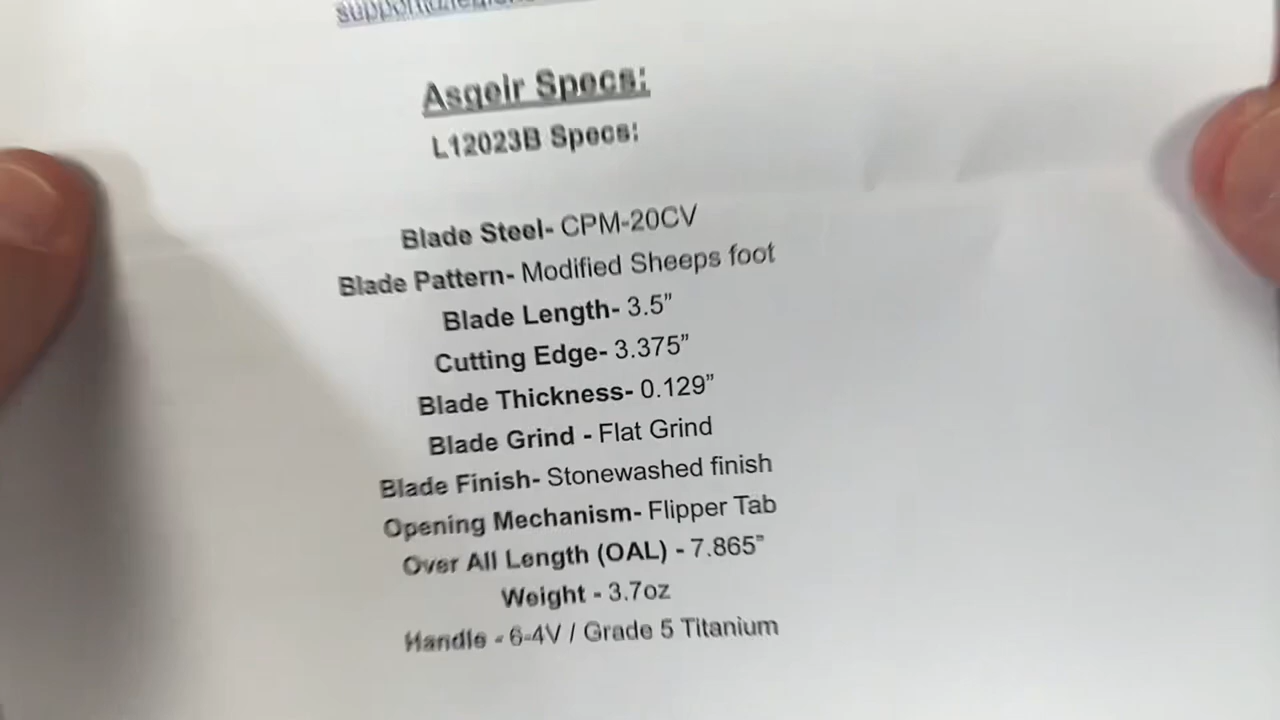 Asgeir Specs:
L12023B Specs:
Blade Steel- CPM-20CV
Blade Pattern- Modified Sheeps foot
Blade Length- 3.5”
Cutting Edge- 3.375”
Blade Thickness- 0.129”
Blade Grind - Flat Grind
Blade Finish- Stonewashed finish
Opening Mechanism- Flipper Tab
Over All Length (OAL) - 7.865”
Weight - 3.7oz
Handle - 6-4V / Grade 5 Titanium